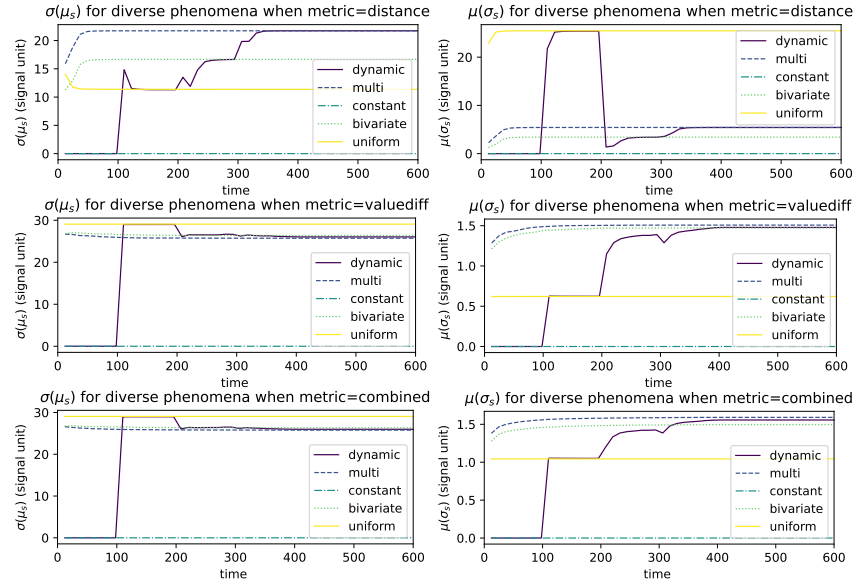 σ(μₛ) for diverse phenomena when metric=distance
σ(μₛ) (signal unit)
20
15
10
5
0
dynamic
multi
constant
bivariate
uniform
0 100 200 300 400 500 600
time
μ(σₛ) for diverse phenomena when metric=distance
μ(σₛ) (signal unit)
20
10
0
dynamic
multi
constant
bivariate
uniform
0 100 200 300 400 500 600
time
σ(μₛ) for diverse phenomena when metric=valuediff
σ(μₛ) (signal unit)
30
20
10
0
dynamic
multi
constant
bivariate
uniform
0 100 200 300 400 500 600
time
μ(σₛ) for diverse phenomena when metric=valuediff
μ(σₛ) (signal unit)
1.5
1.0
0.5
0.0
dynamic
multi
constant
bivariate
uniform
0 100 200 300 400 500 600
time
σ(μₛ) for diverse phenomena when metric=combined
σ(μₛ) (signal unit)
30
20
10
0
dynamic
multi
constant
bivariate
uniform
0 100 200 300 400 500 600
time
μ(σₛ) for diverse phenomena when metric=combined
μ(σₛ) (signal unit)
1.5
1.0
0.5
0.0
dynamic
multi
constant
bivariate
uniform
0 100 200 300 400 500 600
time